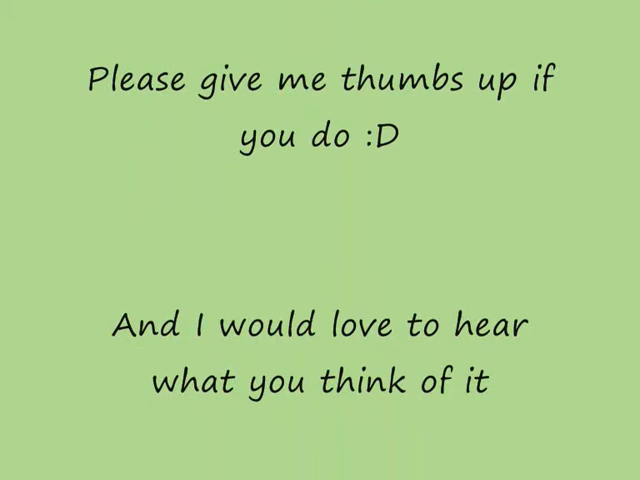 Please give me thumbs up if
you do :D
And I would love to hear
what you think of it